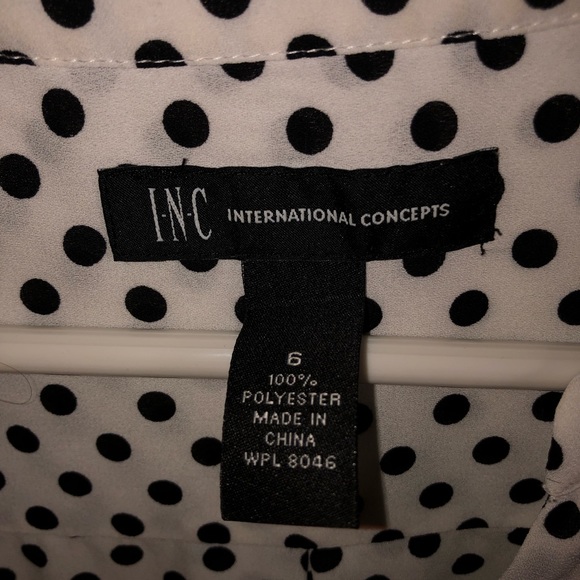 I·N·C INTERNATIONAL CONCEPTS
6
100%
POLYESTER
MADE IN
CHINA
WPL 8046